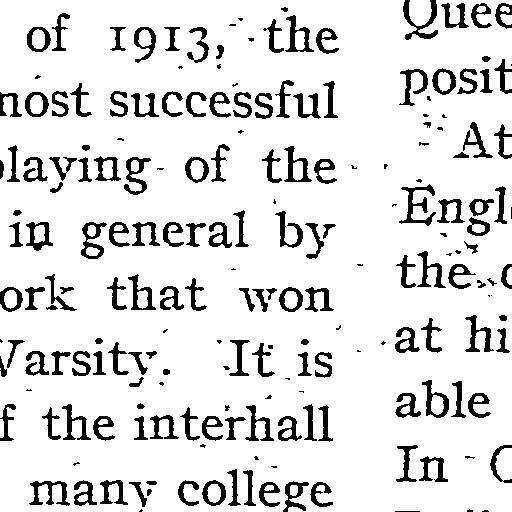 of 1913, the
most successful
playing of the
in general by
ork that won
Varsity. It is
f the interhall
many college
Quee
posit
At
Engl
the
at hi
able
In